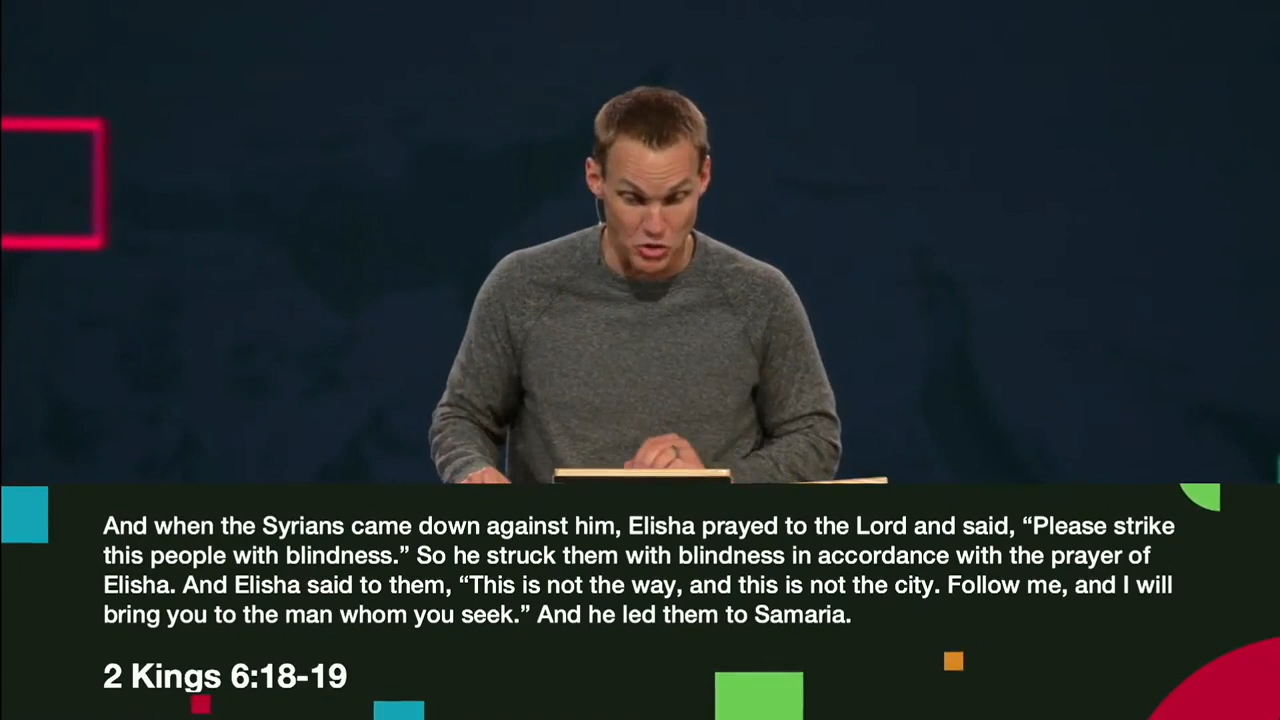 And when the Syrians came down against him, Elisha prayed to the Lord and said, “Please strike
this people with blindness.” So he struck them with blindness in accordance with the prayer of
Elisha. And Elisha said to them, “This is not the way, and this is not the city. Follow me, and I will
bring you to the man whom you seek.” And he led them to Samaria.
2 Kings 6:18-19